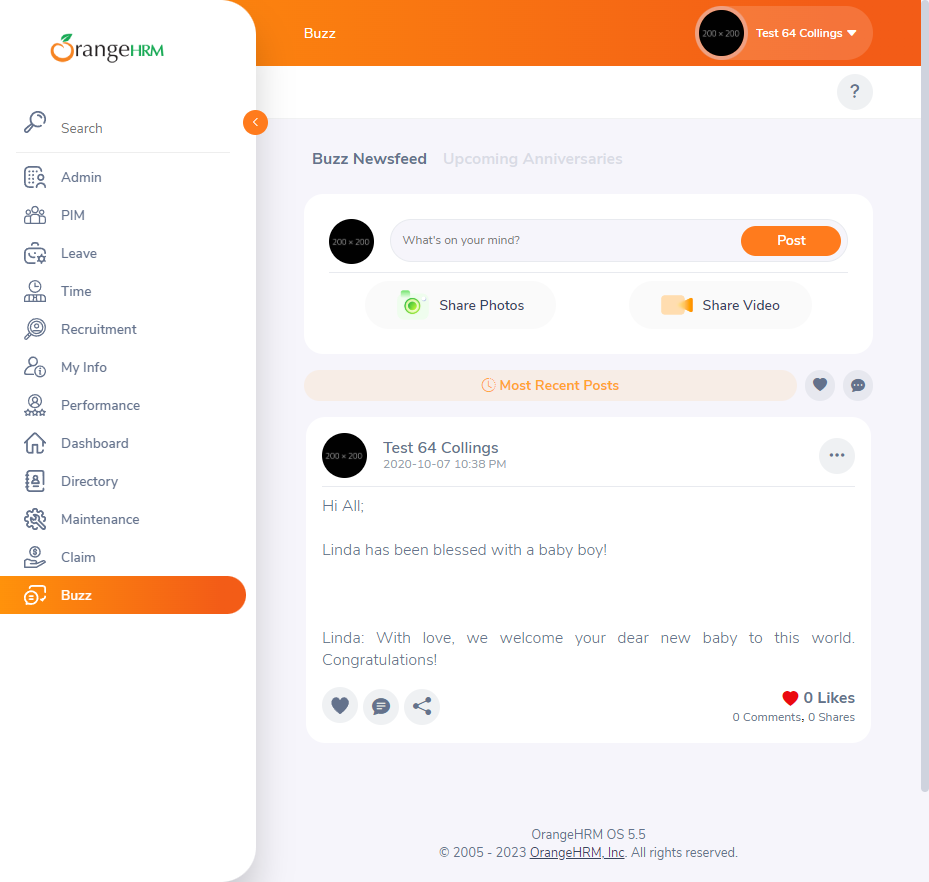 OrangeHRM
Buzz
200 × 200
Test 64 Collings
?
Search
Admin
PIM
Leave
Time
Recruitment
My Info
Performance
Dashboard
Directory
Maintenance
Claim
Buzz
Buzz Newsfeed Upcoming Anniversaries
200 × 200
What's on your mind?
Post
Share Photos
Share Video
Most Recent Posts
200 × 200
Test 64 Collings
2020-10-07 10:38 PM
Hi All;
Linda has been blessed with a baby boy!
Linda: With love, we welcome your dear new baby to this world.
Congratulations!
0 Likes
0 Comments, 0 Shares
OrangeHRM OS 5.5
© 2005 - 2023 OrangeHRM, Inc. All rights reserved.